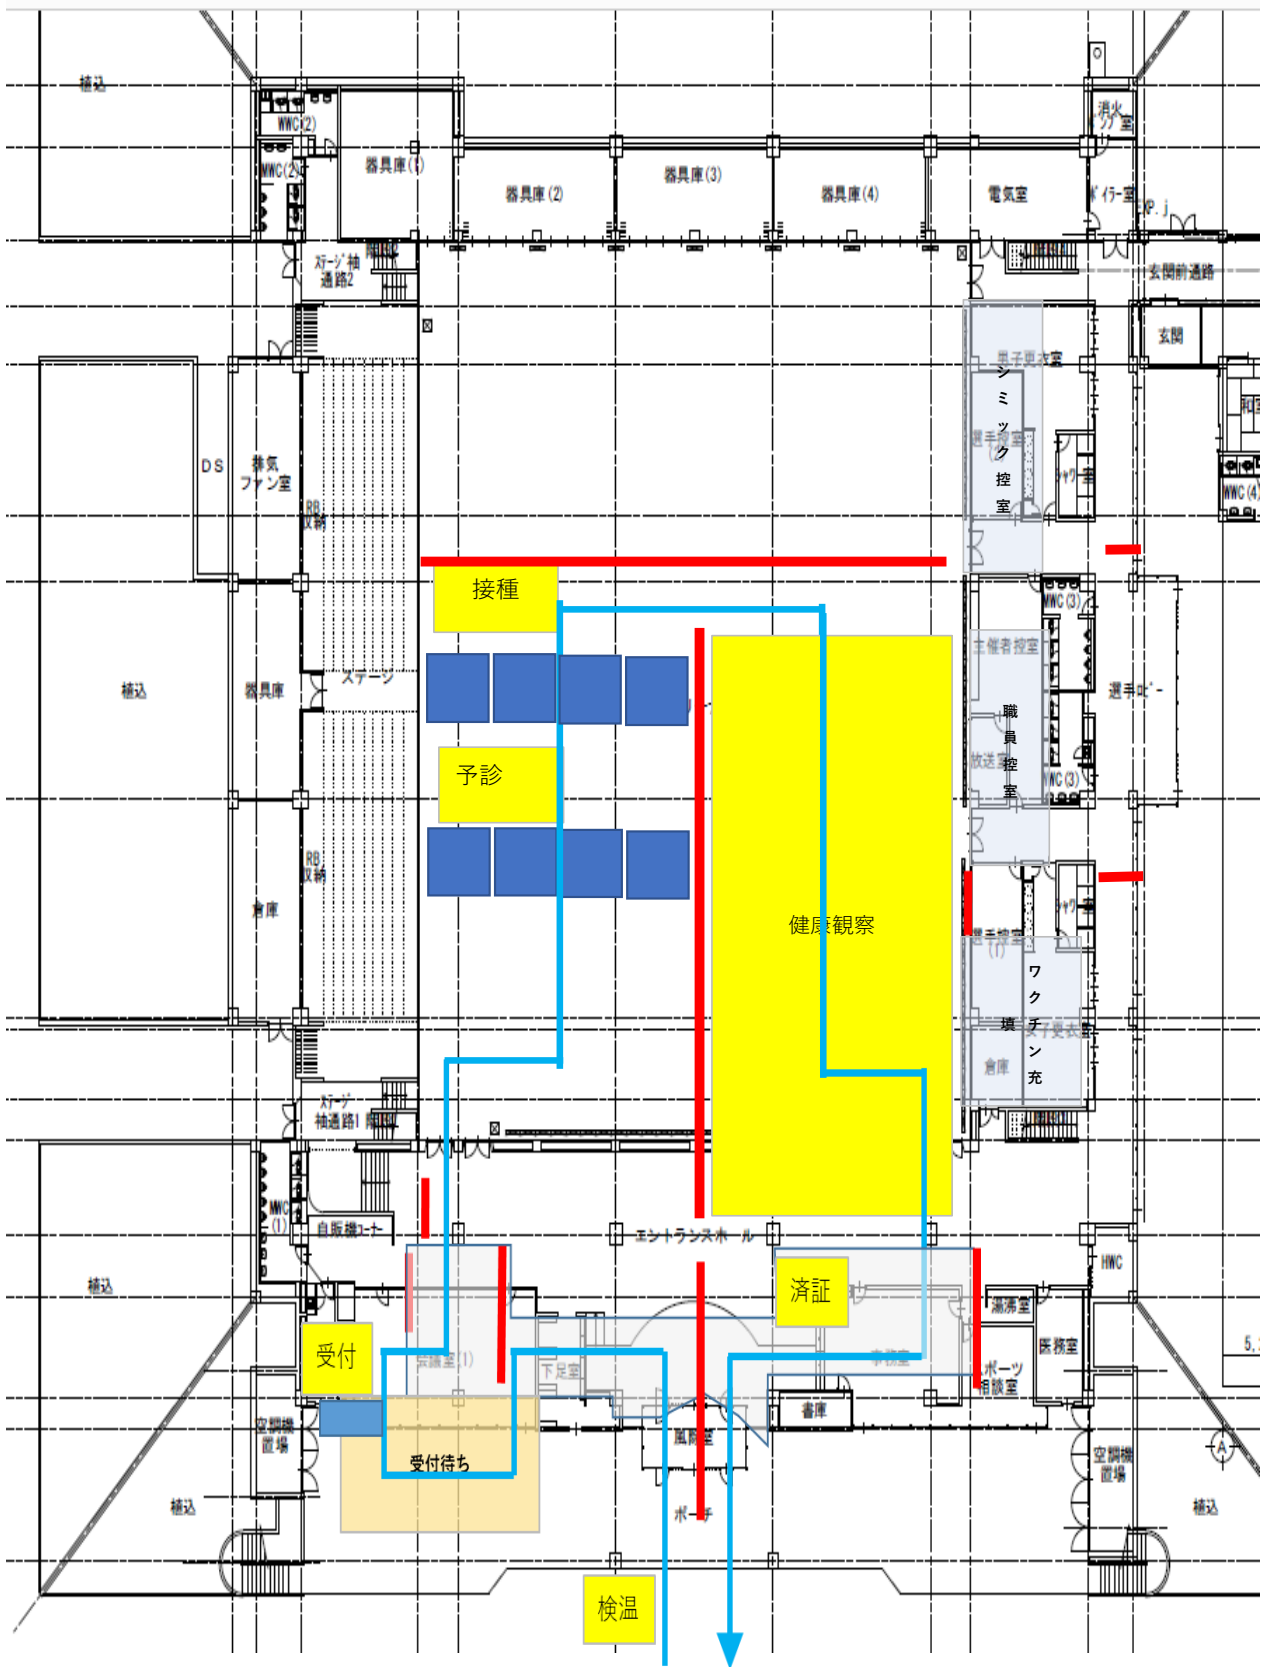 植込
WWC(2)
MWC(2)
器具庫(1)
器具庫(2)
器具庫(3)
器具庫(4)
電気室
消火
ポンプ室
ボイラー室
EXP.j
ステージ袖
通路2
玄関前通路
玄関
男子更衣室
シミック控室
選手控室
(2)
シャワー室
和室
WWC(4)
DS
排気
ファン室
RB
収納
接種
MWC(3)
主催者控室
植込
器具庫
ステージ
選手ロビー
職員控室
放送室
WWC(3)
予診
RB
収納
倉庫
健康観察
シャワー室
選手控室
(1)
ワクチン充填
女子更衣室
倉庫
ステージ
袖通路1
MWC
(1)
自販機コーナー
エントランスホール
HWC
植込
済証
湯沸室
医務室
受付
会議室(1)
下足室
事務室
スポーツ
相談室
書庫
空調機
置場
風除室
受付待ち
空調機
置場
A
植込
ポーチ
植込
検温